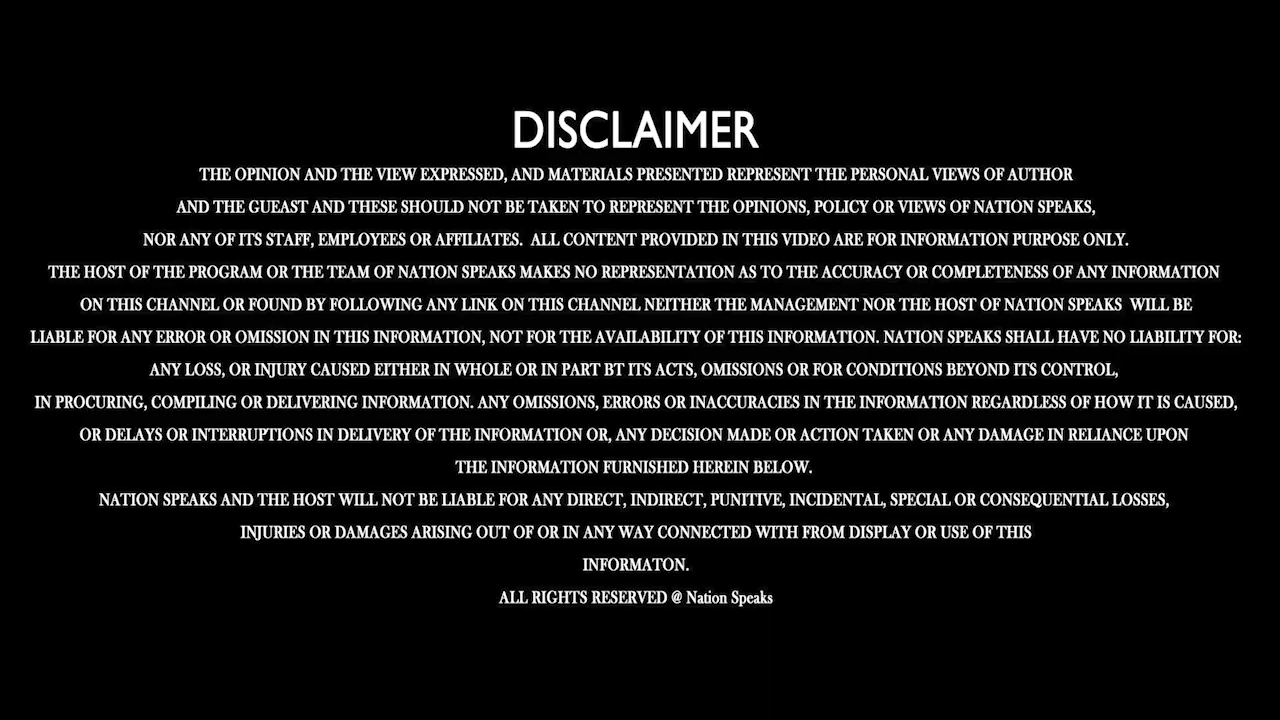 DISCLAIMER
THE OPINION AND THE VIEW EXPRESSED, AND MATERIALS PRESENTED REPRESENT THE PERSONAL VIEWS OF AUTHOR
AND THE GUEAST AND THESE SHOULD NOT BE TAKEN TO REPRESENT THE OPINIONS, POLICY OR VIEWS OF NATION SPEAKS,
NOR ANY OF ITS STAFF, EMPLOYEES OR AFFILIATES. ALL CONTENT PROVIDED IN THIS VIDEO ARE FOR INFORMATION PURPOSE ONLY.
THE HOST OF THE PROGRAM OR THE TEAM OF NATION SPEAKS MAKES NO REPRESENTATION AS TO THE ACCURACY OR COMPLETENESS OF ANY INFORMATION
ON THIS CHANNEL OR FOUND BY FOLLOWING ANY LINK ON THIS CHANNEL NEITHER THE MANAGEMENT NOR THE HOST OF NATION SPEAKS WILL BE
LIABLE FOR ANY ERROR OR OMISSION IN THIS INFORMATION, NOT FOR THE AVAILABILITY OF THIS INFORMATION. NATION SPEAKS SHALL HAVE NO LIABILITY FOR:
ANY LOSS, OR INJURY CAUSED EITHER IN WHOLE OR IN PART BT ITS ACTS, OMISSIONS OR FOR CONDITIONS BEYOND ITS CONTROL,
IN PROCURING, COMPILING OR DELIVERING INFORMATION. ANY OMISSIONS, ERRORS OR INACCURACIES IN THE INFORMATION REGARDLESS OF HOW IT IS CAUSED,
OR DELAYS OR INTERRUPTIONS IN DELIVERY OF THE INFORMATION OR, ANY DECISION MADE OR ACTION TAKEN OR ANY DAMAGE IN RELIANCE UPON
THE INFORMATION FURNISHED HEREIN BELOW.
NATION SPEAKS AND THE HOST WILL NOT BE LIABLE FOR ANY DIRECT, INDIRECT, PUNITIVE, INCIDENTAL, SPECIAL OR CONSEQUENTIAL LOSSES,
INJURIES OR DAMAGES ARISING OUT OF OR IN ANY WAY CONNECTED WITH FROM DISPLAY OR USE OF THIS
INFORMATON.
ALL RIGHTS RESERVED @ Nation Speaks